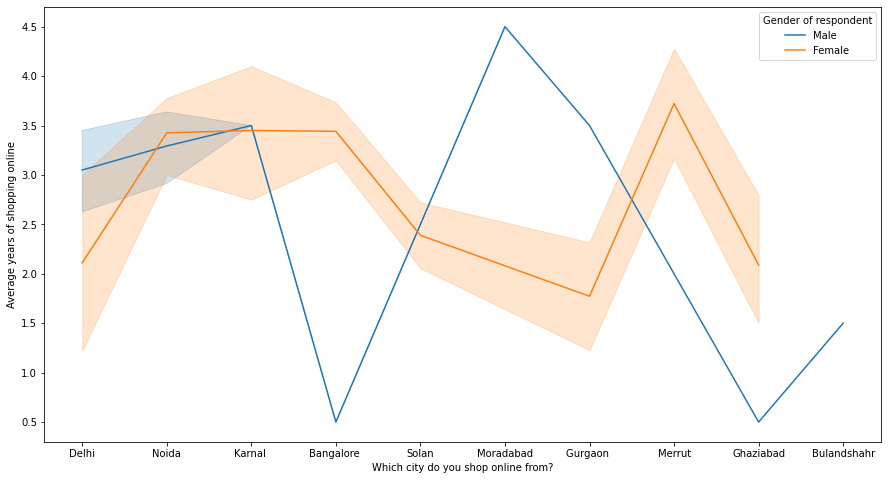 Gender of respondent
Male
Female
4.5
4.0
3.5
3.0
2.5
2.0
1.5
1.0
0.5
Average years of shopping online
Delhi Noida Karnal Bangalore Solan Moradabad Gurgaon Merrut Ghaziabad Bulandshahr
Which city do you shop online from?